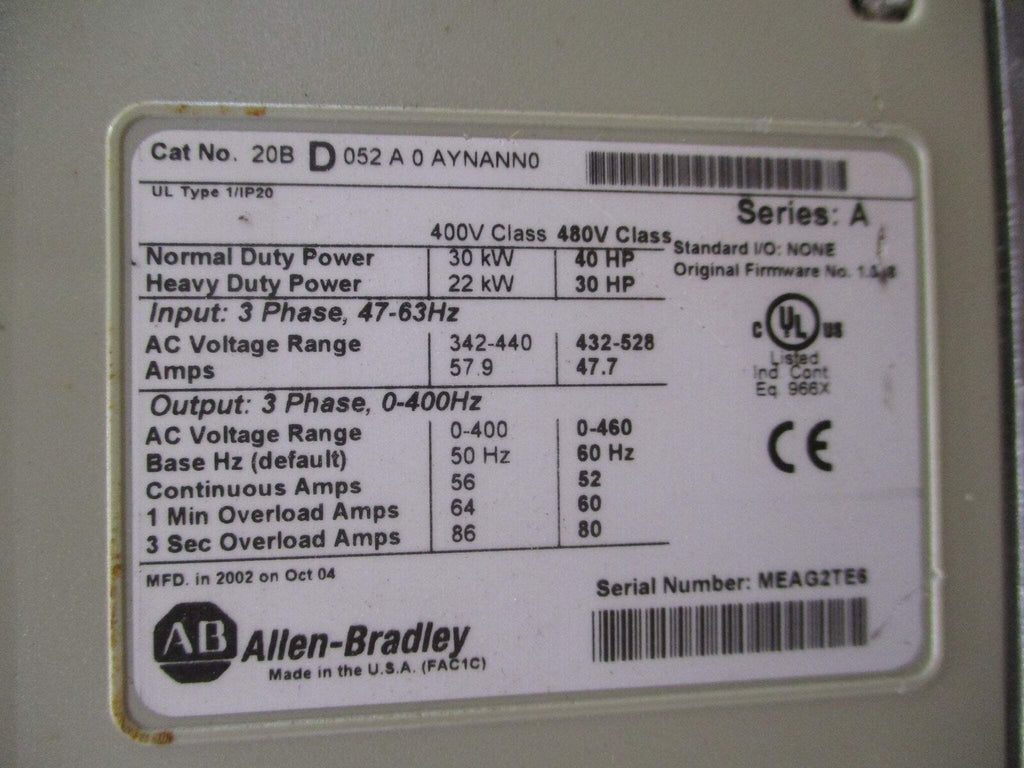 Cat No. 20B D 052 A 0 AYNANN0
UL Type 1/IP20
Series: A
400V Class 480V Class
Standard I/O: NONE
Original Firmware No.
Normal Duty Power 30 kW 40 HP
Heavy Duty Power 22 kW 30 HP
Input: 3 Phase, 47-63Hz
AC Voltage Range 342-440 432-528
Amps 57.9 47.7
C UL US
Listed
Ind Cont
Eq 966X
Output: 3 Phase, 0-400Hz
AC Voltage Range 0-400 0-460
Base Hz (default) 50 Hz 60 Hz
Continuous Amps 56 52
1 Min Overload Amps 64 60
3 Sec Overload Amps 86 80
CE
MFD. in 2002 on Oct 04
Serial Number: MEAG2TE6
AB Allen-Bradley
Made in the U.S.A. (FAC1C)